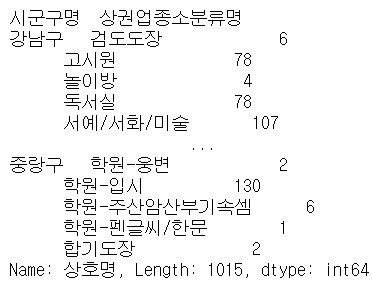 시군구명 상권업종소분류명
강남구 검도도장 6
고시원 78
놀이방 4
독서실 78
서예/서화/미술 107
...
중랑구 학원-웅변 2
학원-입시 130
학원-주산암산부기속셈 6
학원-펜글씨/한문 1
합기도장 2
Name: 상호명, Length: 1015, dtype: int64